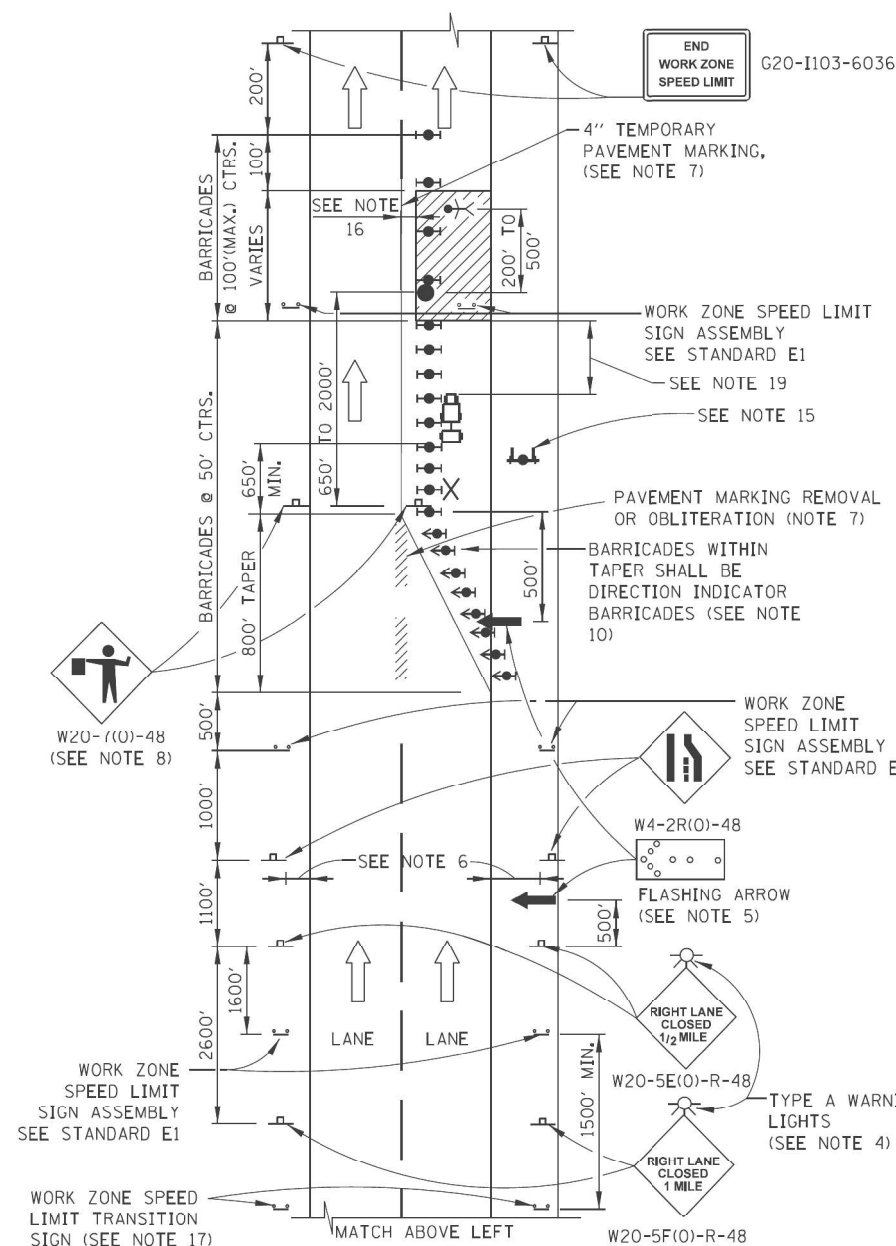 END
WORK ZONE
SPEED LIMIT
G20-I103-6036
200'
4'' TEMPORARY
PAVEMENT MARKING,
(SEE NOTE 7)
100'
BARRICADES
@ 100'(MAX.) CTRS.
VARIES
SEE NOTE
16
200' TO
500'
WORK ZONE SPEED LIMIT
SIGN ASSEMBLY
SEE STANDARD E1
SEE NOTE 19
SEE NOTE 15
BARRICADES @ 50' CTRS.
650' TO 2000'
650'
MIN.
PAVEMENT MARKING REMOVAL
OR OBLITERATION (NOTE 7)
BARRICADES WITHIN
TAPER SHALL BE
DIRECTION INDICATOR
BARRICADES (SEE NOTE
10)
500'
800' TAPER
W20-7(O)-48
(SEE NOTE 8)
500'
WORK ZONE
SPEED LIMIT
SIGN ASSEMBLY
SEE STANDARD E
1000'
W4-2R(O)-48
SEE NOTE 6
FLASHING ARROW
(SEE NOTE 5)
1100'
500'
1600'
2600'
LANE
LANE
RIGHT LANE
CLOSED
1/2 MILE
W20-5E(O)-R-48
WORK ZONE
SPEED LIMIT
SIGN ASSEMBLY
SEE STANDARD E1
1500' MIN.
TYPE A WARNI
LIGHTS
(SEE NOTE 4)
RIGHT LANE
CLOSED
1 MILE
W20-5F(O)-R-48
WORK ZONE SPEED
LIMIT TRANSITION
SIGN (SEE NOTE 17)
MATCH ABOVE LEFT